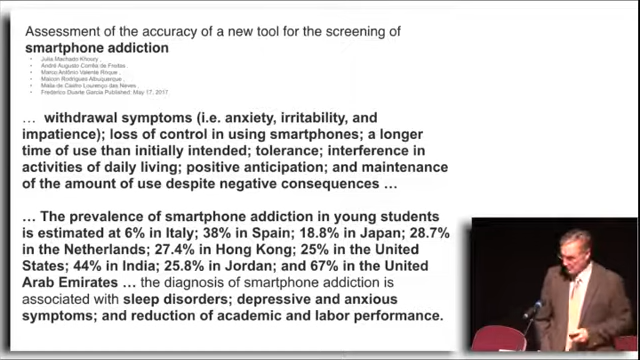 Assessment of the accuracy of a new tool for the screening of
smartphone addiction
• Julia Machado Khoury ,
• André Augusto Corrêa de Freitas,
• Marco Antônio Valente Roque ,
• Maicon Rodrigues Albuquerque ,
• Maila de Castro Lourenço das Neves ,
• Frederico Duarte Garcia Published: May 17, 2017.
… withdrawal symptoms (i.e. anxiety, irritability, and
impatience); loss of control in using smartphones; a longer
time of use than initially intended; tolerance; interference in
activities of daily living; positive anticipation; and maintenance
of the amount of use despite negative consequences …
… The prevalence of smartphone addiction in young students
is estimated at 6% in Italy; 38% in Spain; 18.8% in Japan; 28.7%
in the Netherlands; 27.4% in Hong Kong; 25% in the United
States; 44% in India; 25.8% in Jordan; and 67% in the United
Arab Emirates … the diagnosis of smartphone addiction is
associated with sleep disorders; depressive and anxious
symptoms; and reduction of academic and labor performance.